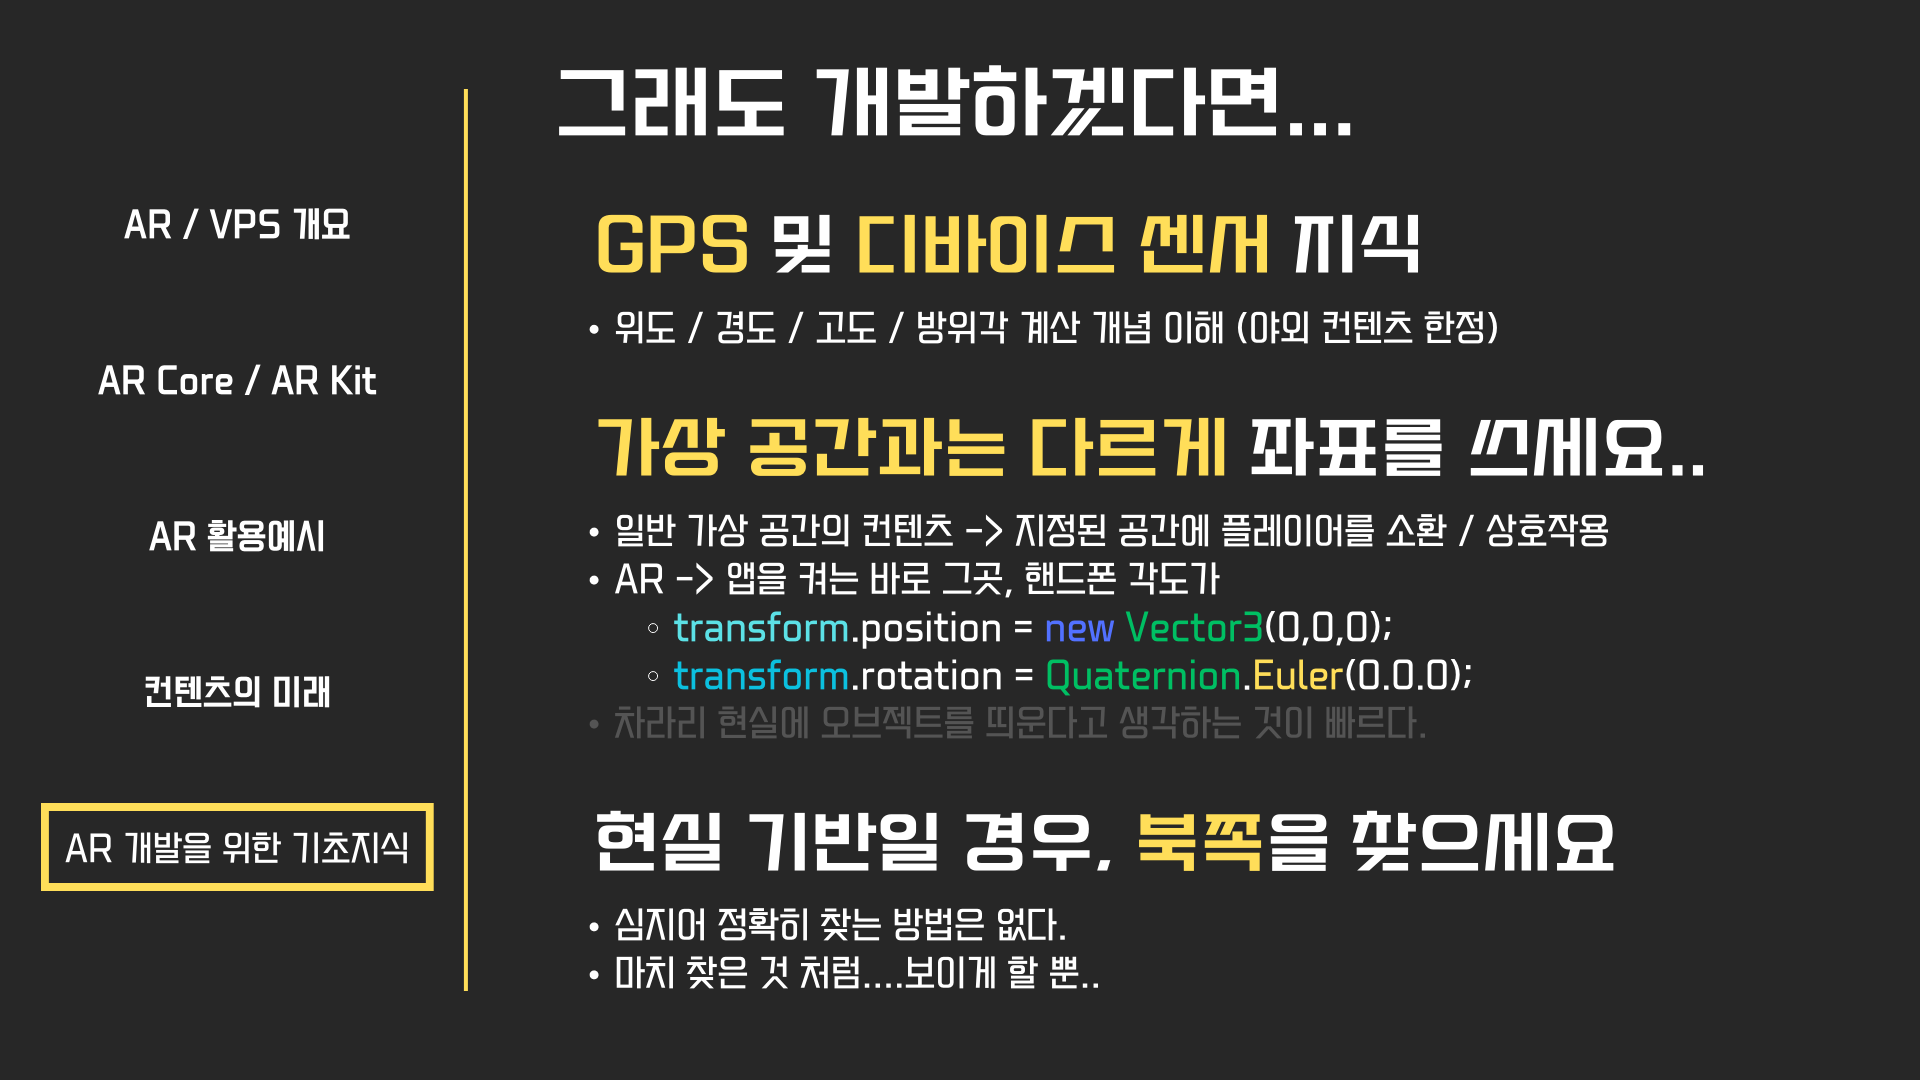 그래도 개발하겠다면...
AR / VPS 개요
AR Core / AR Kit
AR 활용예시
컨텐츠의 미래
AR 개발을 위한 기초지식
GPS 및 디바이스 센서 지식
• 위도 / 경도 / 고도 / 방위각 계산 개념 이해 (야외 컨텐츠 한정)
가상 공간과는 다르게 좌표를 쓰세요..
• 일반 가상 공간의 컨텐츠 -> 지정된 공간에 플레이어를 소환 / 상호작용
• AR -> 앱을 켜는 바로 그곳, 핸드폰 각도가
◦ transform.position = new Vector3(0,0,0);
◦ transform.rotation = Quaternion.Euler(0.0.0);
• 차라리 현실에 오브젝트를 띄운다고 생각하는 것이 빠르다.
현실 기반일 경우, 북쪽을 찾으세요
• 심지어 정확히 찾는 방법은 없다.
• 마치 찾은 것 처럼....보이게 할 뿐..